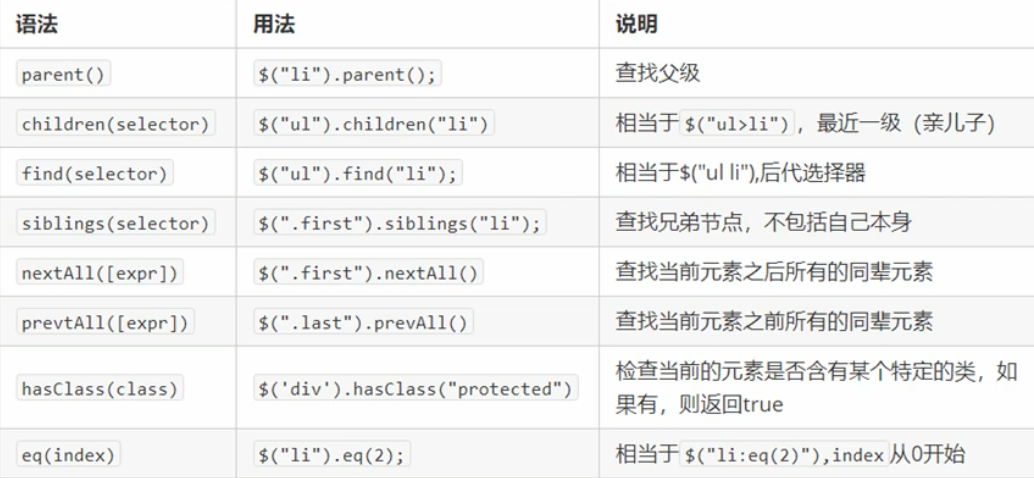 语法 用法 说明
parent() $("li").parent(); 查找父级
children(selector) $("ul").children("li") 相当于$("ul>li")，最近一级（亲儿子）
find(selector) $("ul").find("li"); 相当于$("ul li"),后代选择器
siblings(selector) $(".first").siblings("li"); 查找兄弟节点，不包括自己本身
nextAll([expr]) $(".first").nextAll() 查找当前元素之后所有的同辈元素
prevtAll([expr]) $(".last").prevAll() 查找当前元素之前所有的同辈元素
hasClass(class) $('div').hasClass("protected") 检查当前的元素是否含有某个特定的类，如
果有，则返回true
eq(index) $("li").eq(2); 相当于$("li:eq(2)"),index从0开始